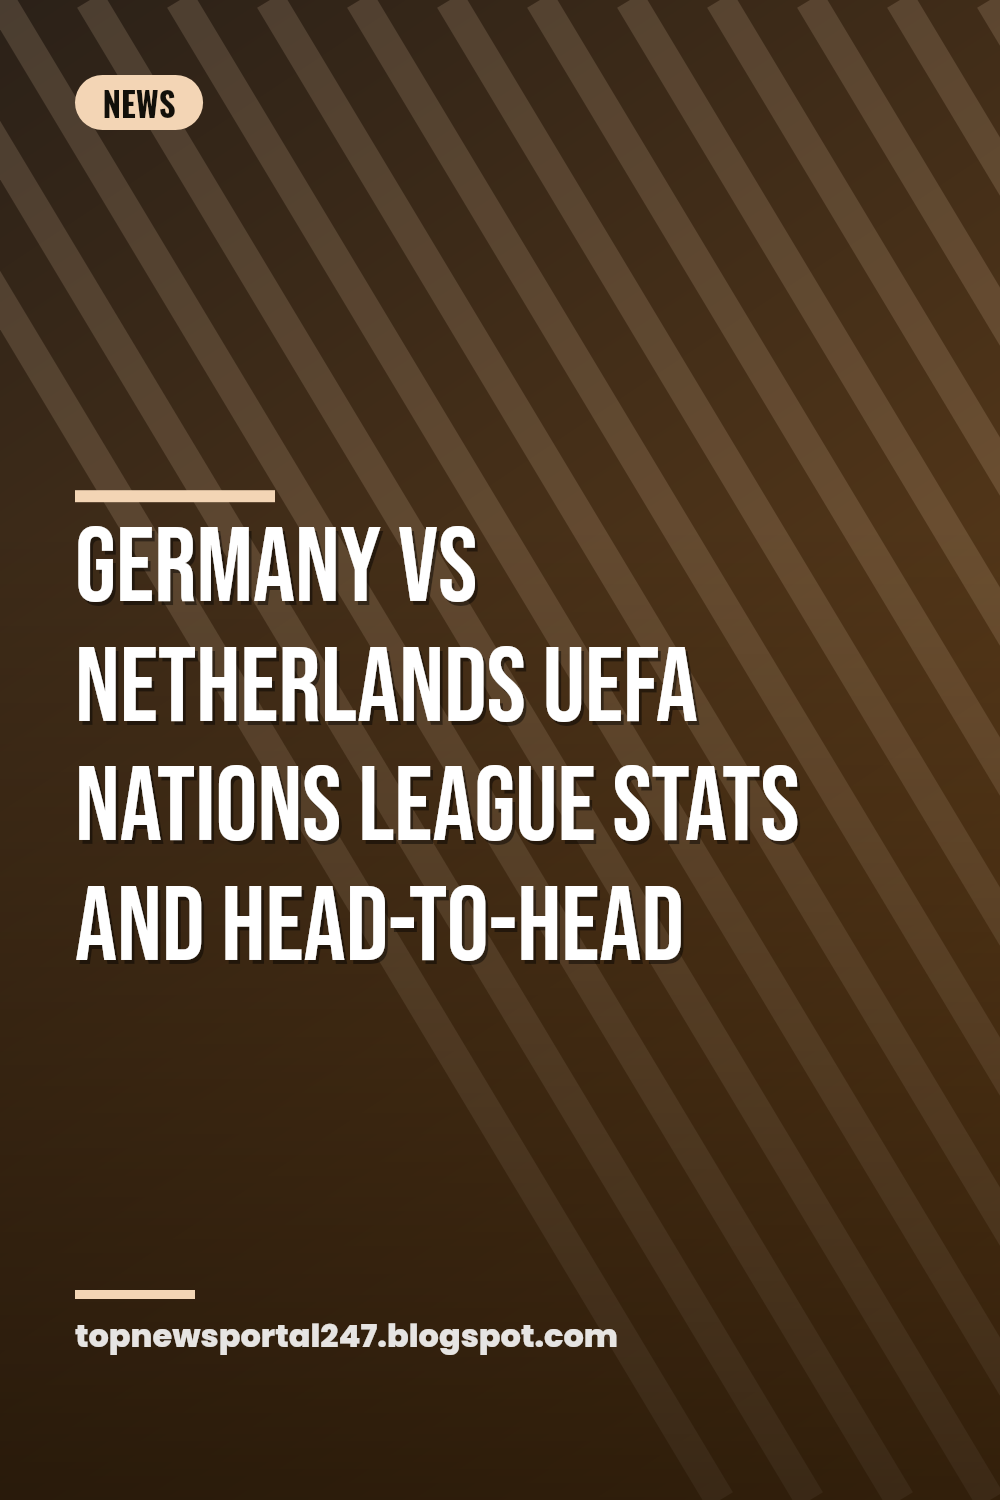 NEWS
GERMANY VS
NETHERLANDS UEFA
NATIONS LEAGUE STATS
AND HEAD-TO-HEAD
topnewsportal247.blogspot.com